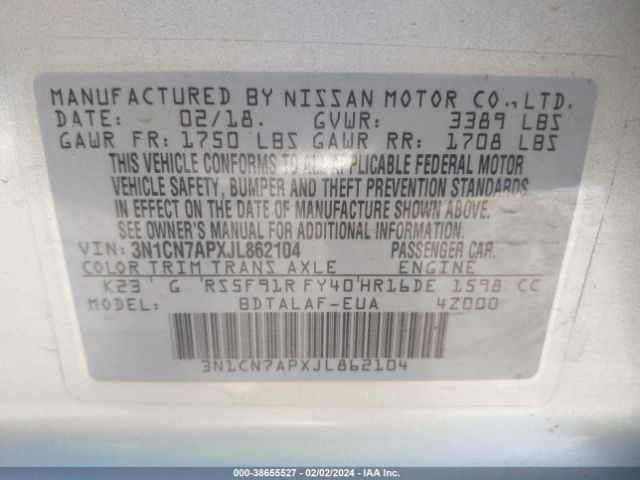 MANUFACTURED BY NISSAN MOTOR CO., LTD.
DATE: 02/18. GVWR: 3389 LBS
GAWR FR: 1750 LBS GAWR RR: 1708 LBS
THIS VEHICLE CONFORMS TO ALL APPLICABLE FEDERAL MOTOR
VEHICLE SAFETY, BUMPER AND THEFT PREVENTION STANDARDS
IN EFFECT ON THE DATE OF MANUFACTURE SHOWN ABOVE.
SEE OWNER'S MANUAL FOR ADDITIONAL INFORMATION.
VIN: 3N1CN7APXJL862104 PASSENGER CAR.
COLOR TRIM TRANS AXLE ENGINE
K23 G RS5F91R FY40 HR16DE 1598 CC
MODEL: BDTALAF-EUA 4Z000
3N1CN7APXJL862104
000-38655527 - 02/02/2024 - IAA Inc.